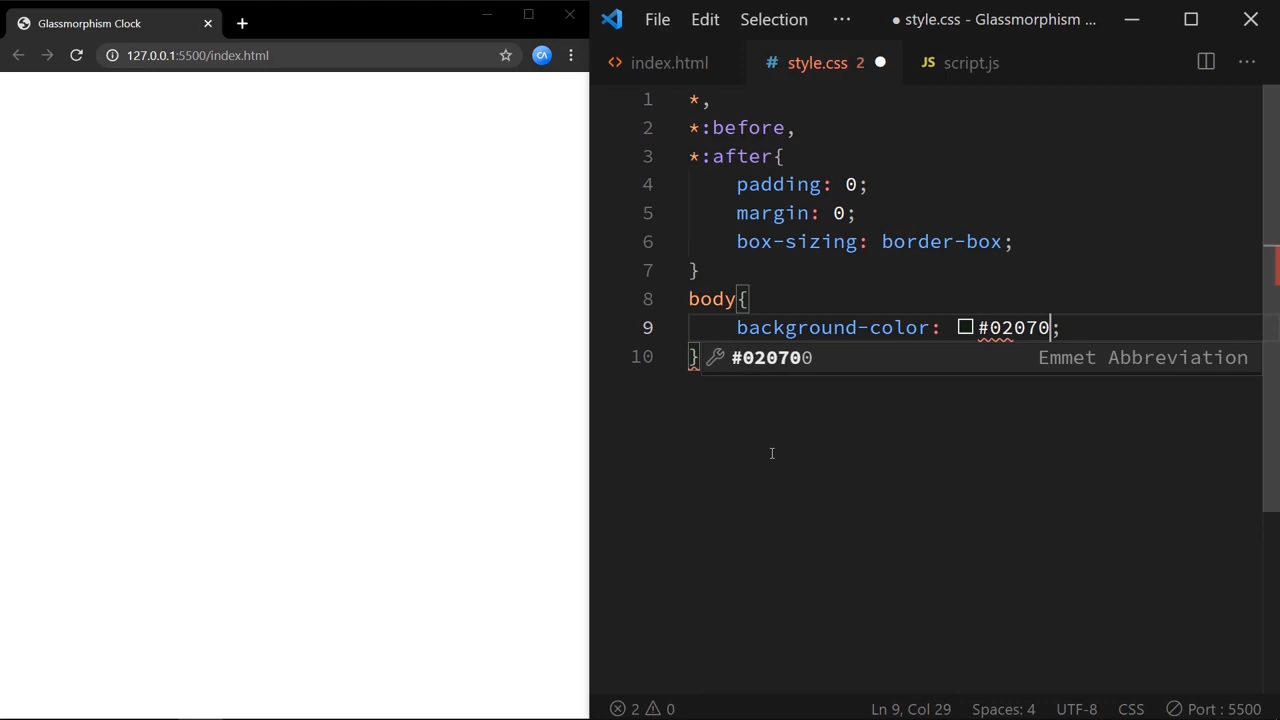 Glassmorphism Clock
127.0.0.1:5500/index.html
File Edit Selection ··· ● style.css - Glassmorphism ...
<> index.html
# style.css 2 ●
JS script.js
1 *,
2 *:before,
3 *:after{
4 padding: 0;
5 margin: 0;
6 box-sizing: border-box;
7 }
8 body{
9 background-color: #02070;
10 }
#020700 Emmet Abbreviation
2 0 Ln 9, Col 29 Spaces: 4 UTF-8 CSS Port : 5500